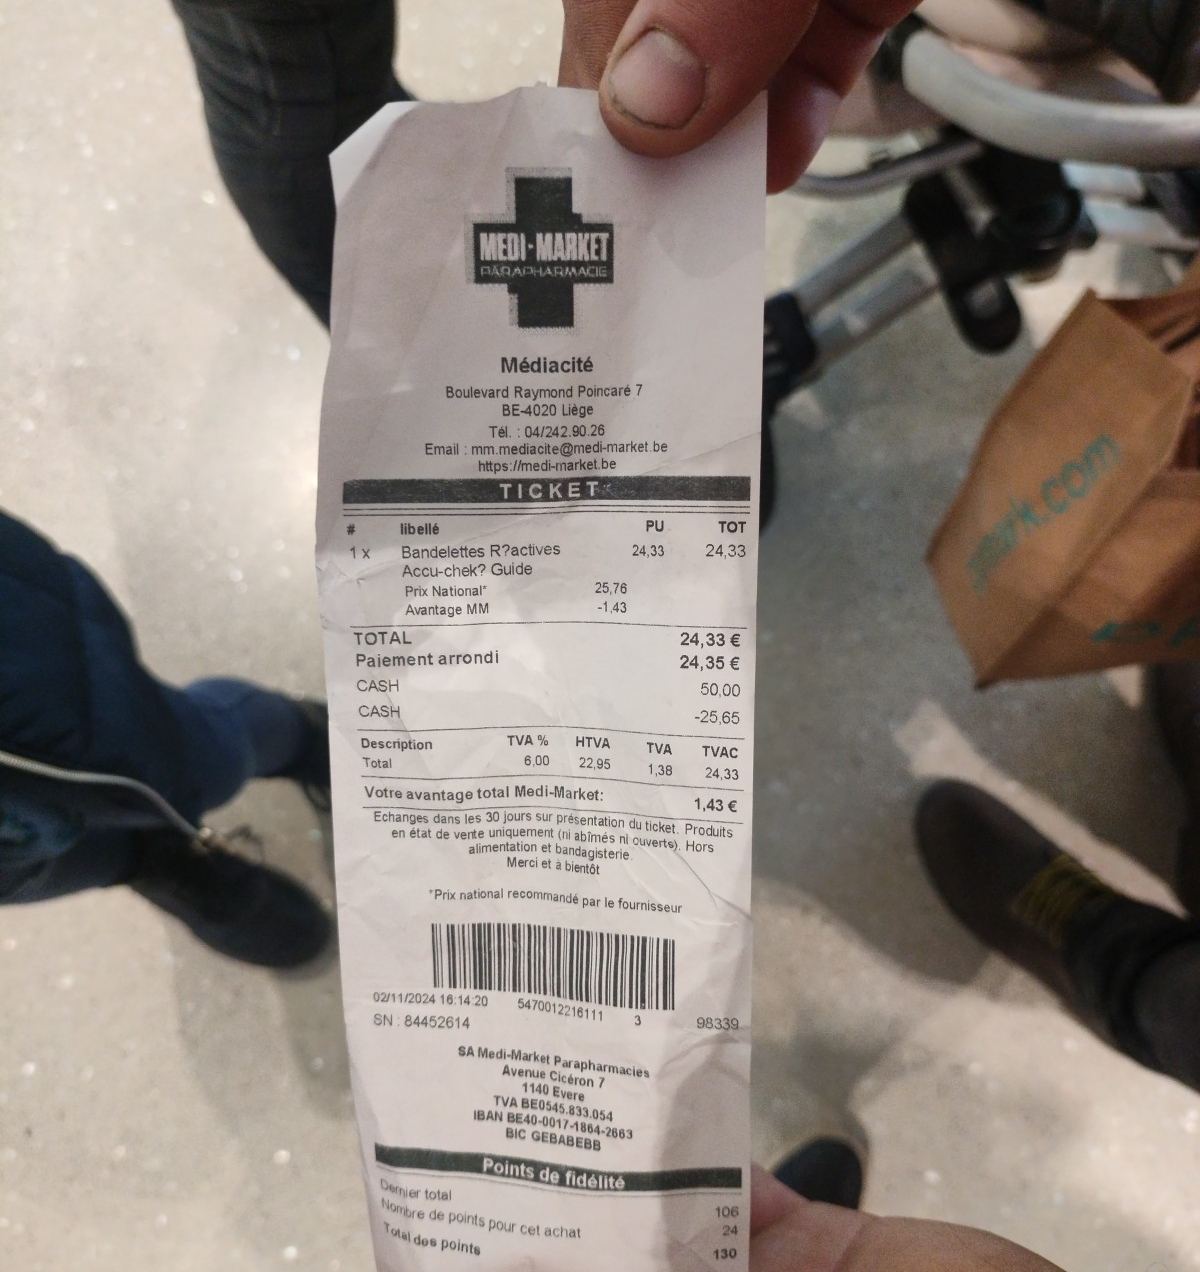 MEDI-MARKET
PARAPHARMACIE
Médiacité
Boulevard Raymond Poincaré 7
BE-4020 Liège
Tél. : 04/242.90.26
Email : mm.mediacite@medi-market.be
https://medi-market.be
TICKET
# libellé PU TOT
1 x Bandelettes R?actives 24,33 24,33
Accu-chek? Guide
Prix National* 25,76
Avantage MM -1,43
TOTAL 24,33 €
Paiement arrondi 24,35 €
CASH 50,00
CASH -25,65
Description TVA % HTVA TVA TVAC
Total 6,00 22,95 1,38 24,33
Votre avantage total Medi-Market: 1,43 €
Echanges dans les 30 jours sur présentation du ticket. Produits
en état de vente uniquement (ni abîmés ni ouverts). Hors
alimentation et bandagisterie.
Merci et à bientôt
*Prix national recommandé par le fournisseur
02/11/2024 16:14:20 5470012216111 3 98339
SN : 84452614
SA Medi-Market Parapharmacies
Avenue Cicéron 7
1140 Evere
TVA BE0545.833.054
IBAN BE40-0017-1864-2663
BIC GEBABEBB
Points de fidélité
Dernier total 106
Nombre de points pour cet achat 24
Total des points 130